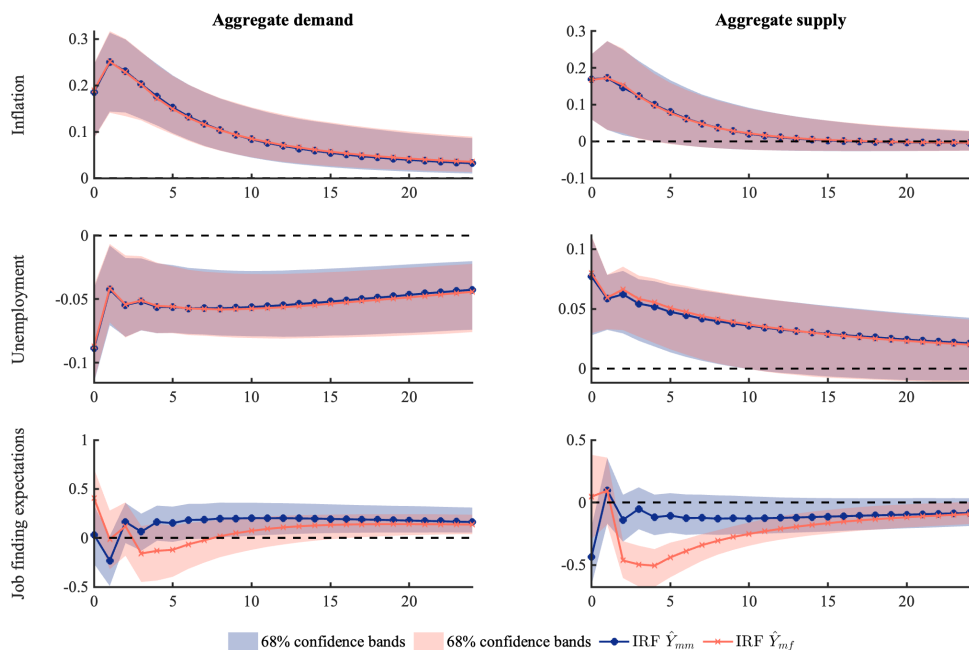 Aggregate demand
Aggregate supply
Inflation
0.3
0.2
0.1
0
0 5 10 15 20
0.3
0.2
0.1
0
-0.1
0 5 10 15 20
Unemployment
0
-0.05
-0.1
0 5 10 15 20
0.1
0.05
0
0 5 10 15 20
Job finding expectations
1
0.5
0
-0.5
0 5 10 15 20
0.5
0
-0.5
0 5 10 15 20
68% confidence bands 68% confidence bands IRF Ŷ_mm IRF Ŷ_mf